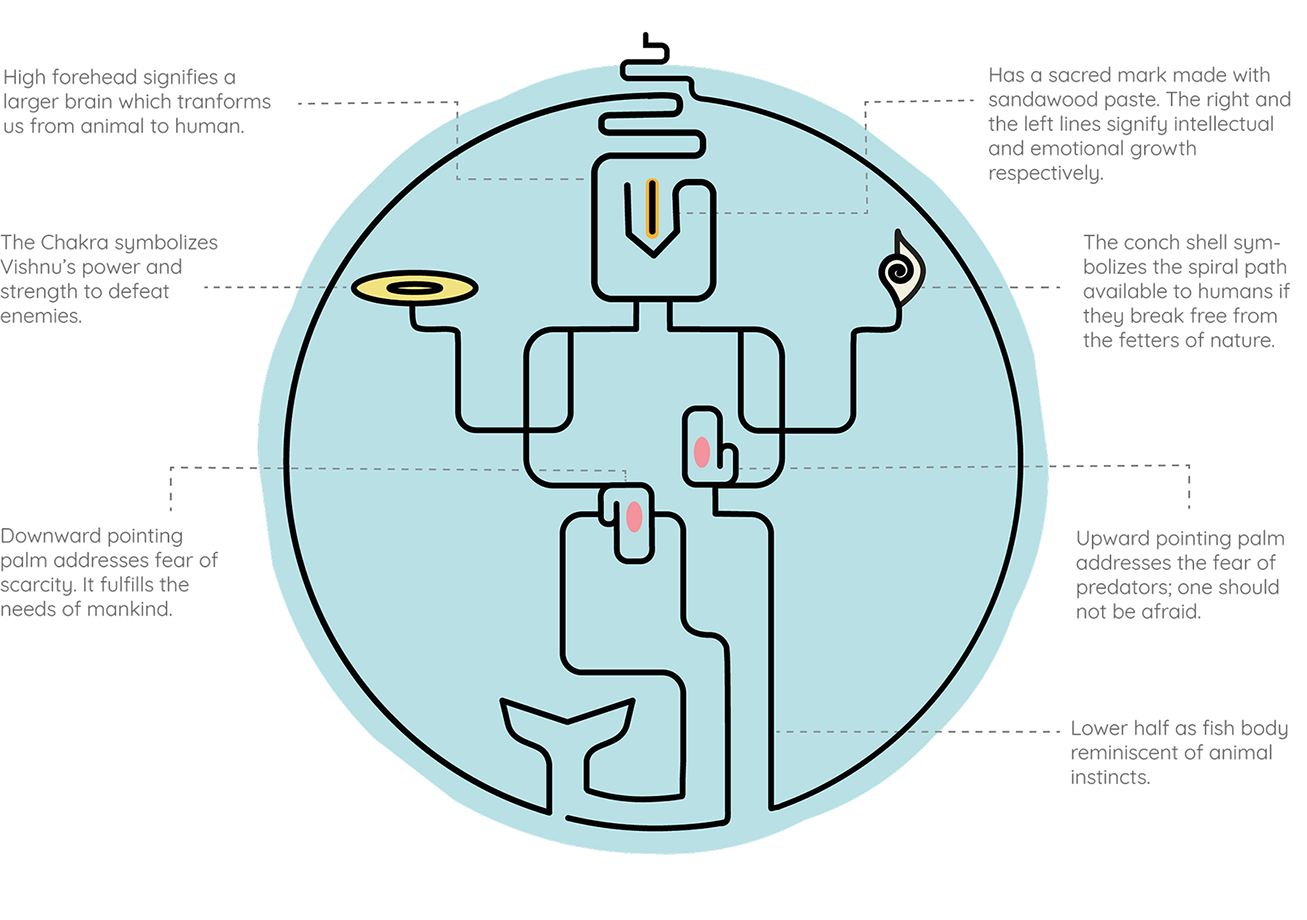 High forehead signifies a
larger brain which tranforms
us from animal to human.
Has a sacred mark made with
sandawood paste. The right and
the left lines signify intellectual
and emotional growth
respectively.
The Chakra symbolizes
Vishnu's power and
strength to defeat
enemies.
The conch shell sym-
bolizes the spiral path
available to humans if
they break free from
the fetters of nature.
Downward pointing
palm addresses fear of
scarcity. It fulfills the
needs of mankind.
Upward pointing palm
addresses the fear of
predators; one should
not be afraid.
Lower half as fish body
reminiscent of animal
instincts.